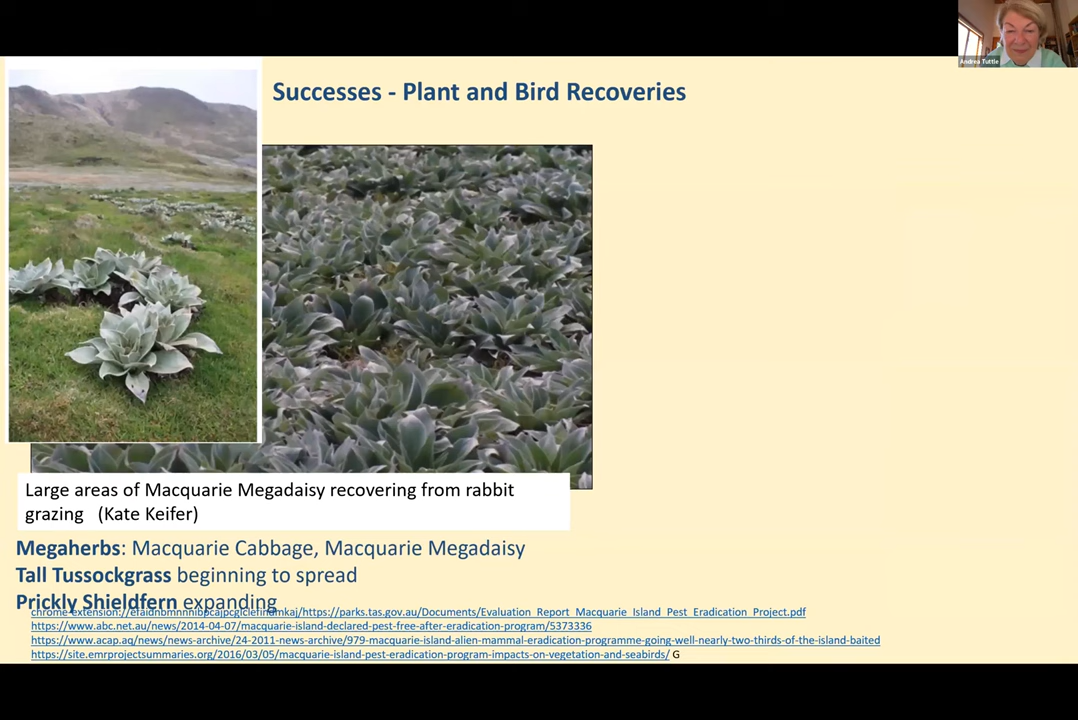 Andrea Tuttle
Successes - Plant and Bird Recoveries
Large areas of Macquarie Megadaisy recovering from rabbit
grazing (Kate Keifer)
Megaherbs: Macquarie Cabbage, Macquarie Megadaisy
Tall Tussockgrass beginning to spread
Prickly Shieldfern expanding
chrome-extension://efaidnbmnnnibpcajpcglclefindmkaj/https://parks.tas.gov.au/Documents/Evaluation_Report_Macquarie_Island_Pest_Eradication_Project.pdf
https://www.abc.net.au/news/2014-04-07/macquarie-island-declared-pest-free-after-eradication-program/5373336
https://www.acap.aq/news/news-archive/24-2011-news-archive/979-macquarie-island-alien-mammal-eradication-programme-going-well-nearly-two-thirds-of-the-island-baited
https://site.emrprojectsummaries.org/2016/03/05/macquarie-island-pest-eradication-program-impacts-on-vegetation-and-seabirds/ G